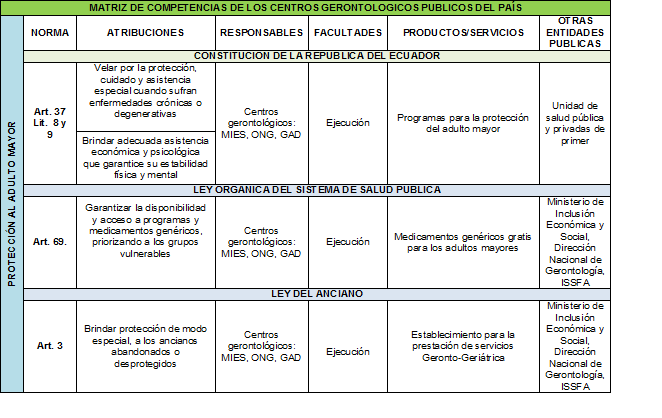 MATRIZ DE COMPETENCIAS DE LOS CENTROS GERONTOLOGICOS PUBLICOS DEL PAÍS
PROTECCIÓN AL ADULTO MAYOR
NORMA
ATRIBUCIONES
RESPONSABLES
FACULTADES
PRODUCTOS/SERVICIOS
OTRAS
ENTIDADES
PUBLICAS
CONSTITUCION DE LA REPUBLICA DEL ECUADOR
Art. 37
Lit. 8 y
9
Velar por la protección,
cuidado y asistencia
especial cuando sufran
enfermedades crónicas o
degenerativas
Brindar adecuada asistencia
económica y psicológica
que garantice su estabilidad
física y mental
Centros
gerontológicos:
MIES, ONG, GAD
Ejecución
Programas para la protección
del adulto mayor
Unidad de
salud pública
y privadas de
primer
LEY ORGANICA DEL SISTEMA DE SALUD PUBLICA
Art. 69.
Garantizar la disponibilidad
y acceso a programas y
medicamentos genéricos,
priorizando a los grupos
vulnerables
Centros
gerontológicos:
MIES, ONG, GAD
Ejecución
Medicamentos genéricos gratis
para los adultos mayores
Ministerio de
Inclusión
Económica y
Social,
Dirección
Nacional de
Gerontología,
ISSFA
LEY DEL ANCIANO
Art. 3
Brindar protección de modo
especial, a los ancianos
abandonados o
desprotegidos
Centros
gerontológicos:
MIES, ONG, GAD
Ejecución
Establecimiento para la
prestación de servicios
Geronto-Geriátrica
Ministerio de
Inclusión
Económica y
Social,
Dirección
Nacional de
Gerontología,
ISSFA